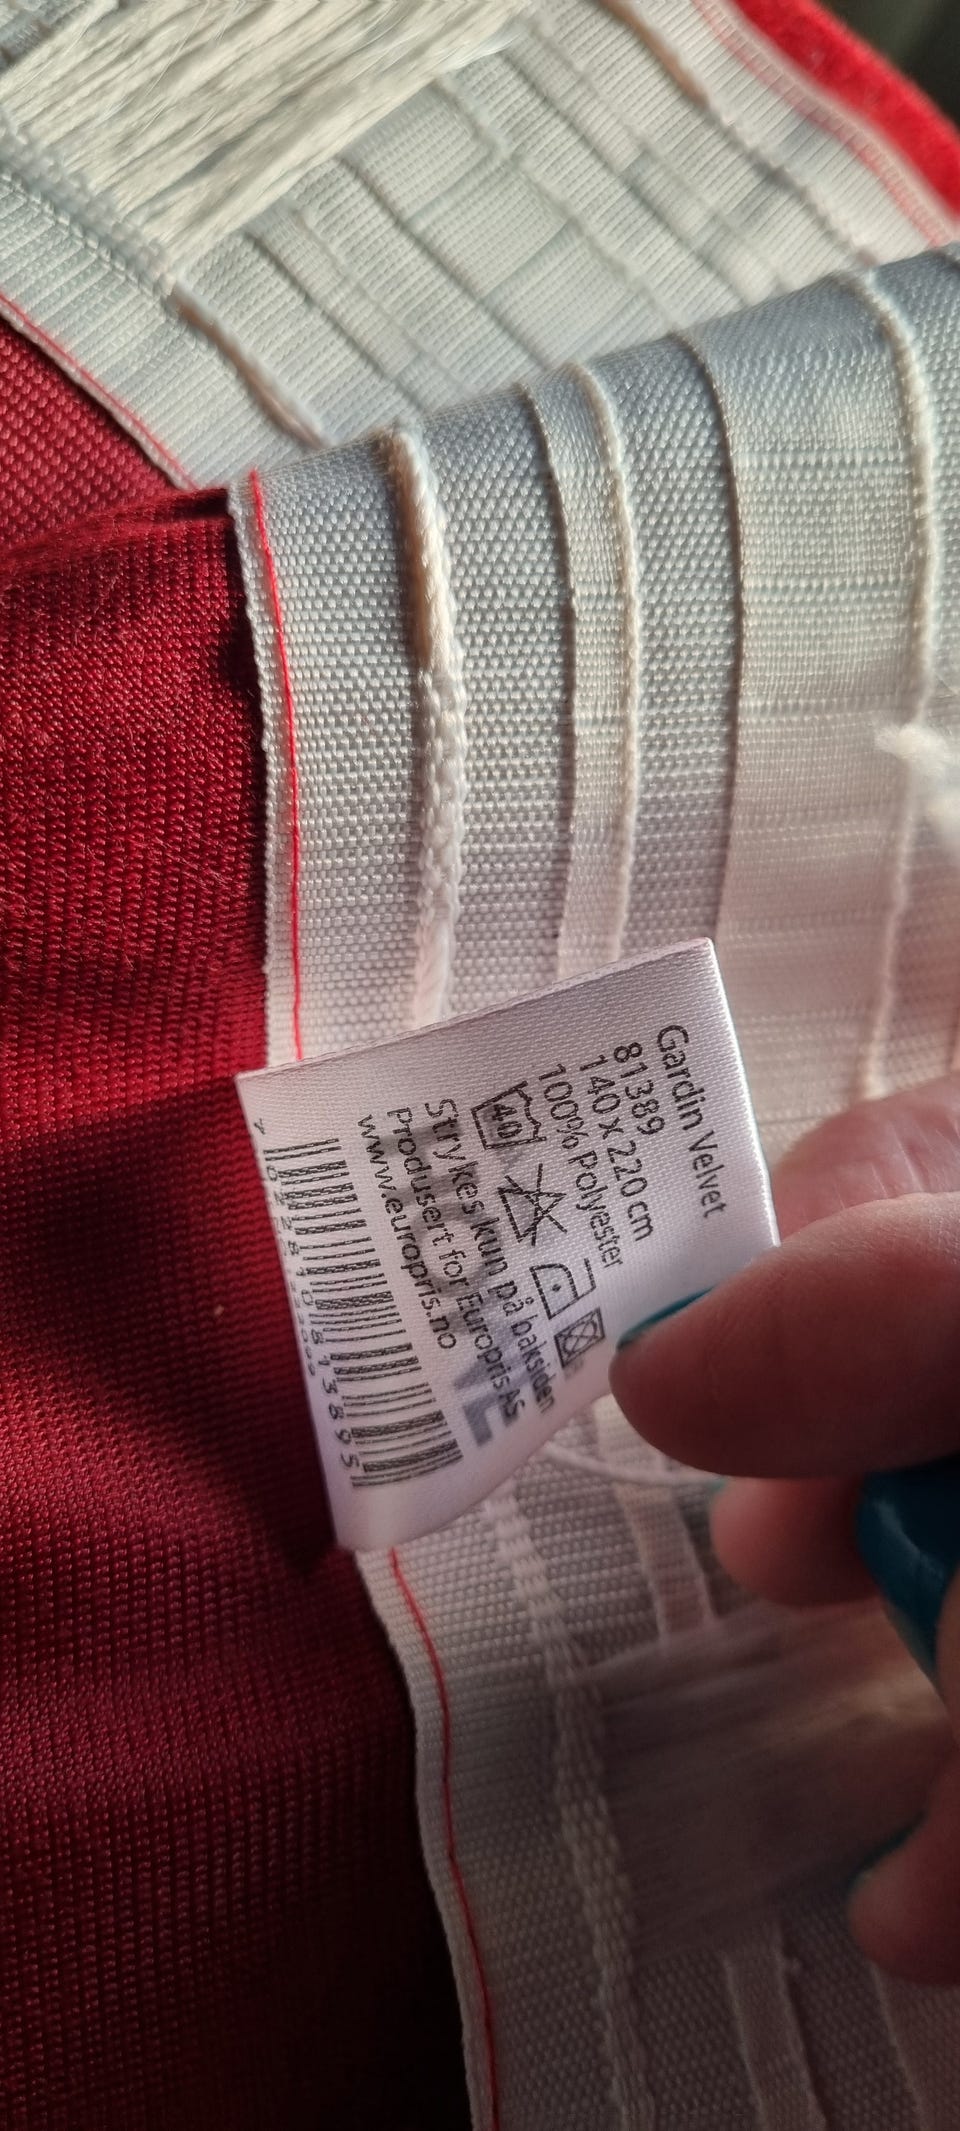 Gardin Velvet
81389
140 x 220 cm
100% Polyester
40
Strykes kun på baksiden
Produsert for Europris AS
www.europris.no